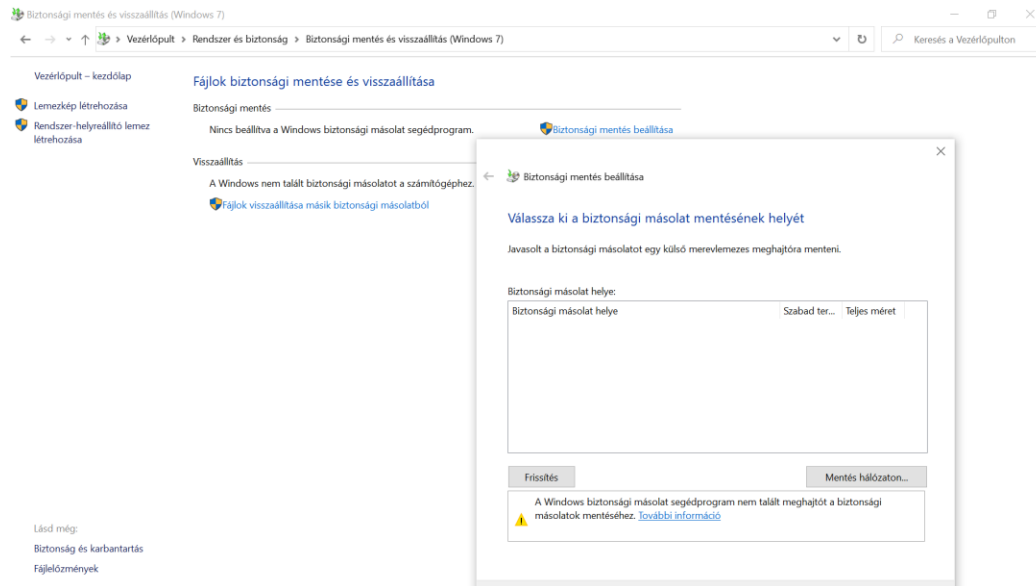 Biztonsági mentés és visszaállítás (Windows 7)
Vezérlőpult > Rendszer és biztonság > Biztonsági mentés és visszaállítás (Windows 7)
Keresés a Vezérlőpulton
Vezérlőpult – kezdőlap
Lemezkép létrehozása
Rendszer-helyreállító lemez
létrehozása
Fájlok biztonsági mentése és visszaállítása
Biztonsági mentés
Nincs beállítva a Windows biztonsági másolat segédprogram.
Biztonsági mentés beállítása
Visszaállítás
A Windows nem talált biztonsági másolatot a számítógéphez.
Fájlok visszaállítása másik biztonsági másolatból
Biztonsági mentés beállítása
Válassza ki a biztonsági másolat mentésének helyét
Javasolt a biztonsági másolatot egy külső merevlemezes meghajtóra menteni.
Biztonsági másolat helye:
Biztonsági másolat helye Szabad ter... Teljes méret
Frissítés
Mentés hálózaton...
A Windows biztonsági másolat segédprogram nem talált meghajtót a biztonsági
másolatok mentéséhez. További információ
Lásd még:
Biztonság és karbantartás
Fájlelőzmények